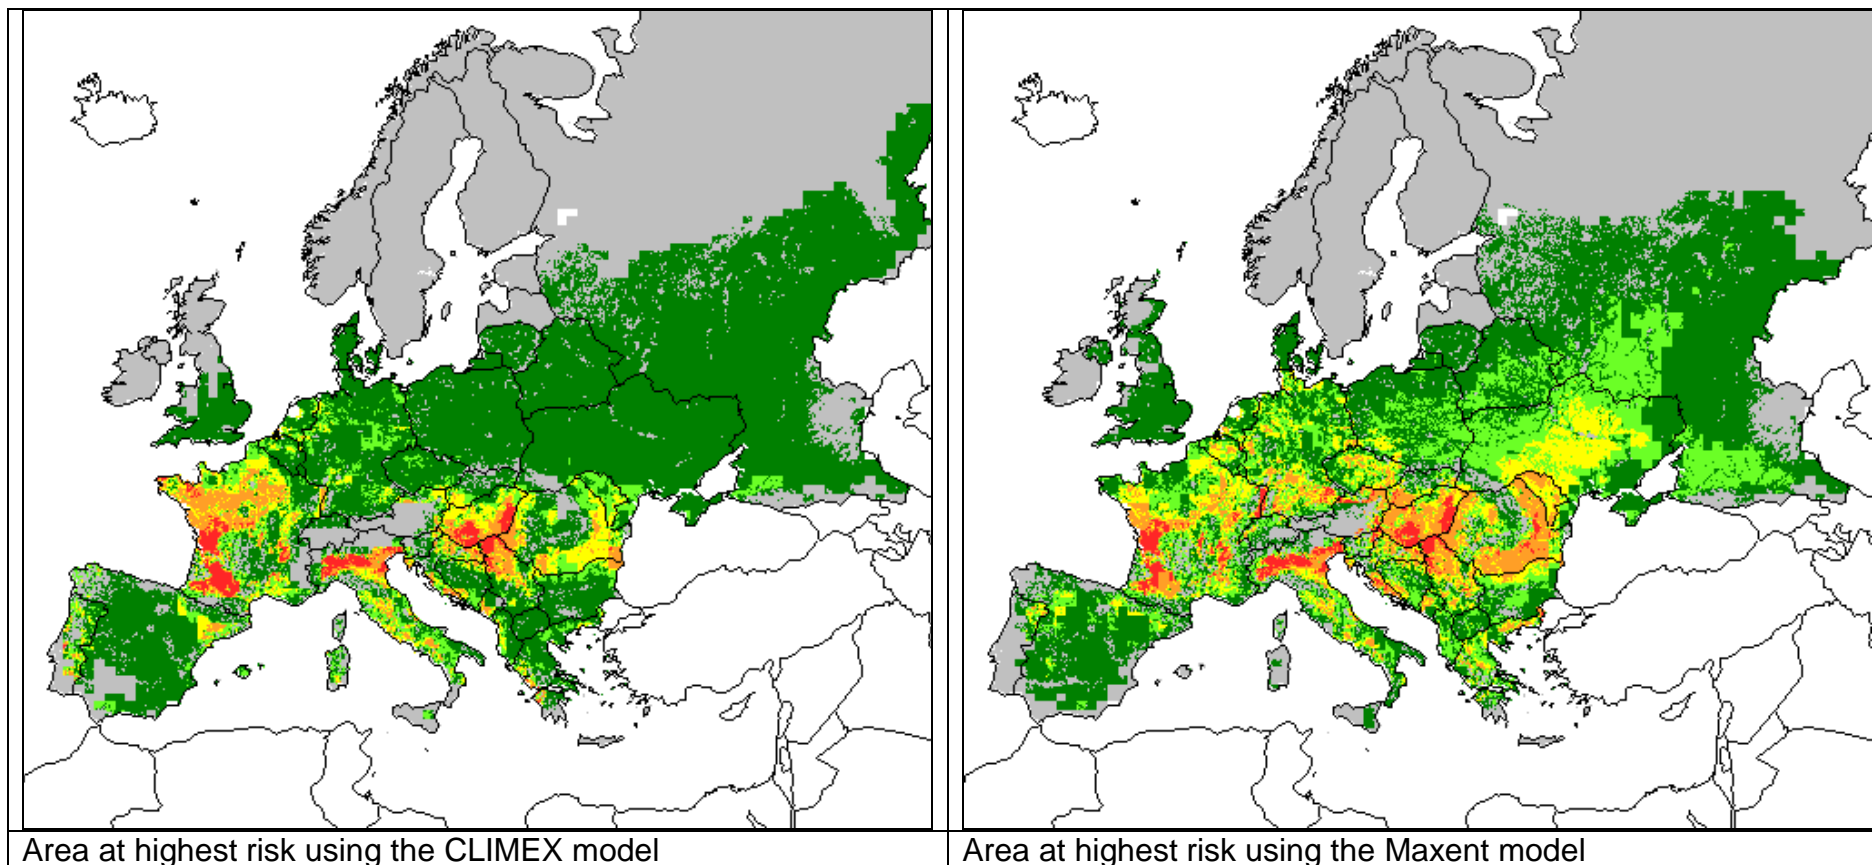 Area at highest risk using the CLIMEX model
Area at highest risk using the Maxent model